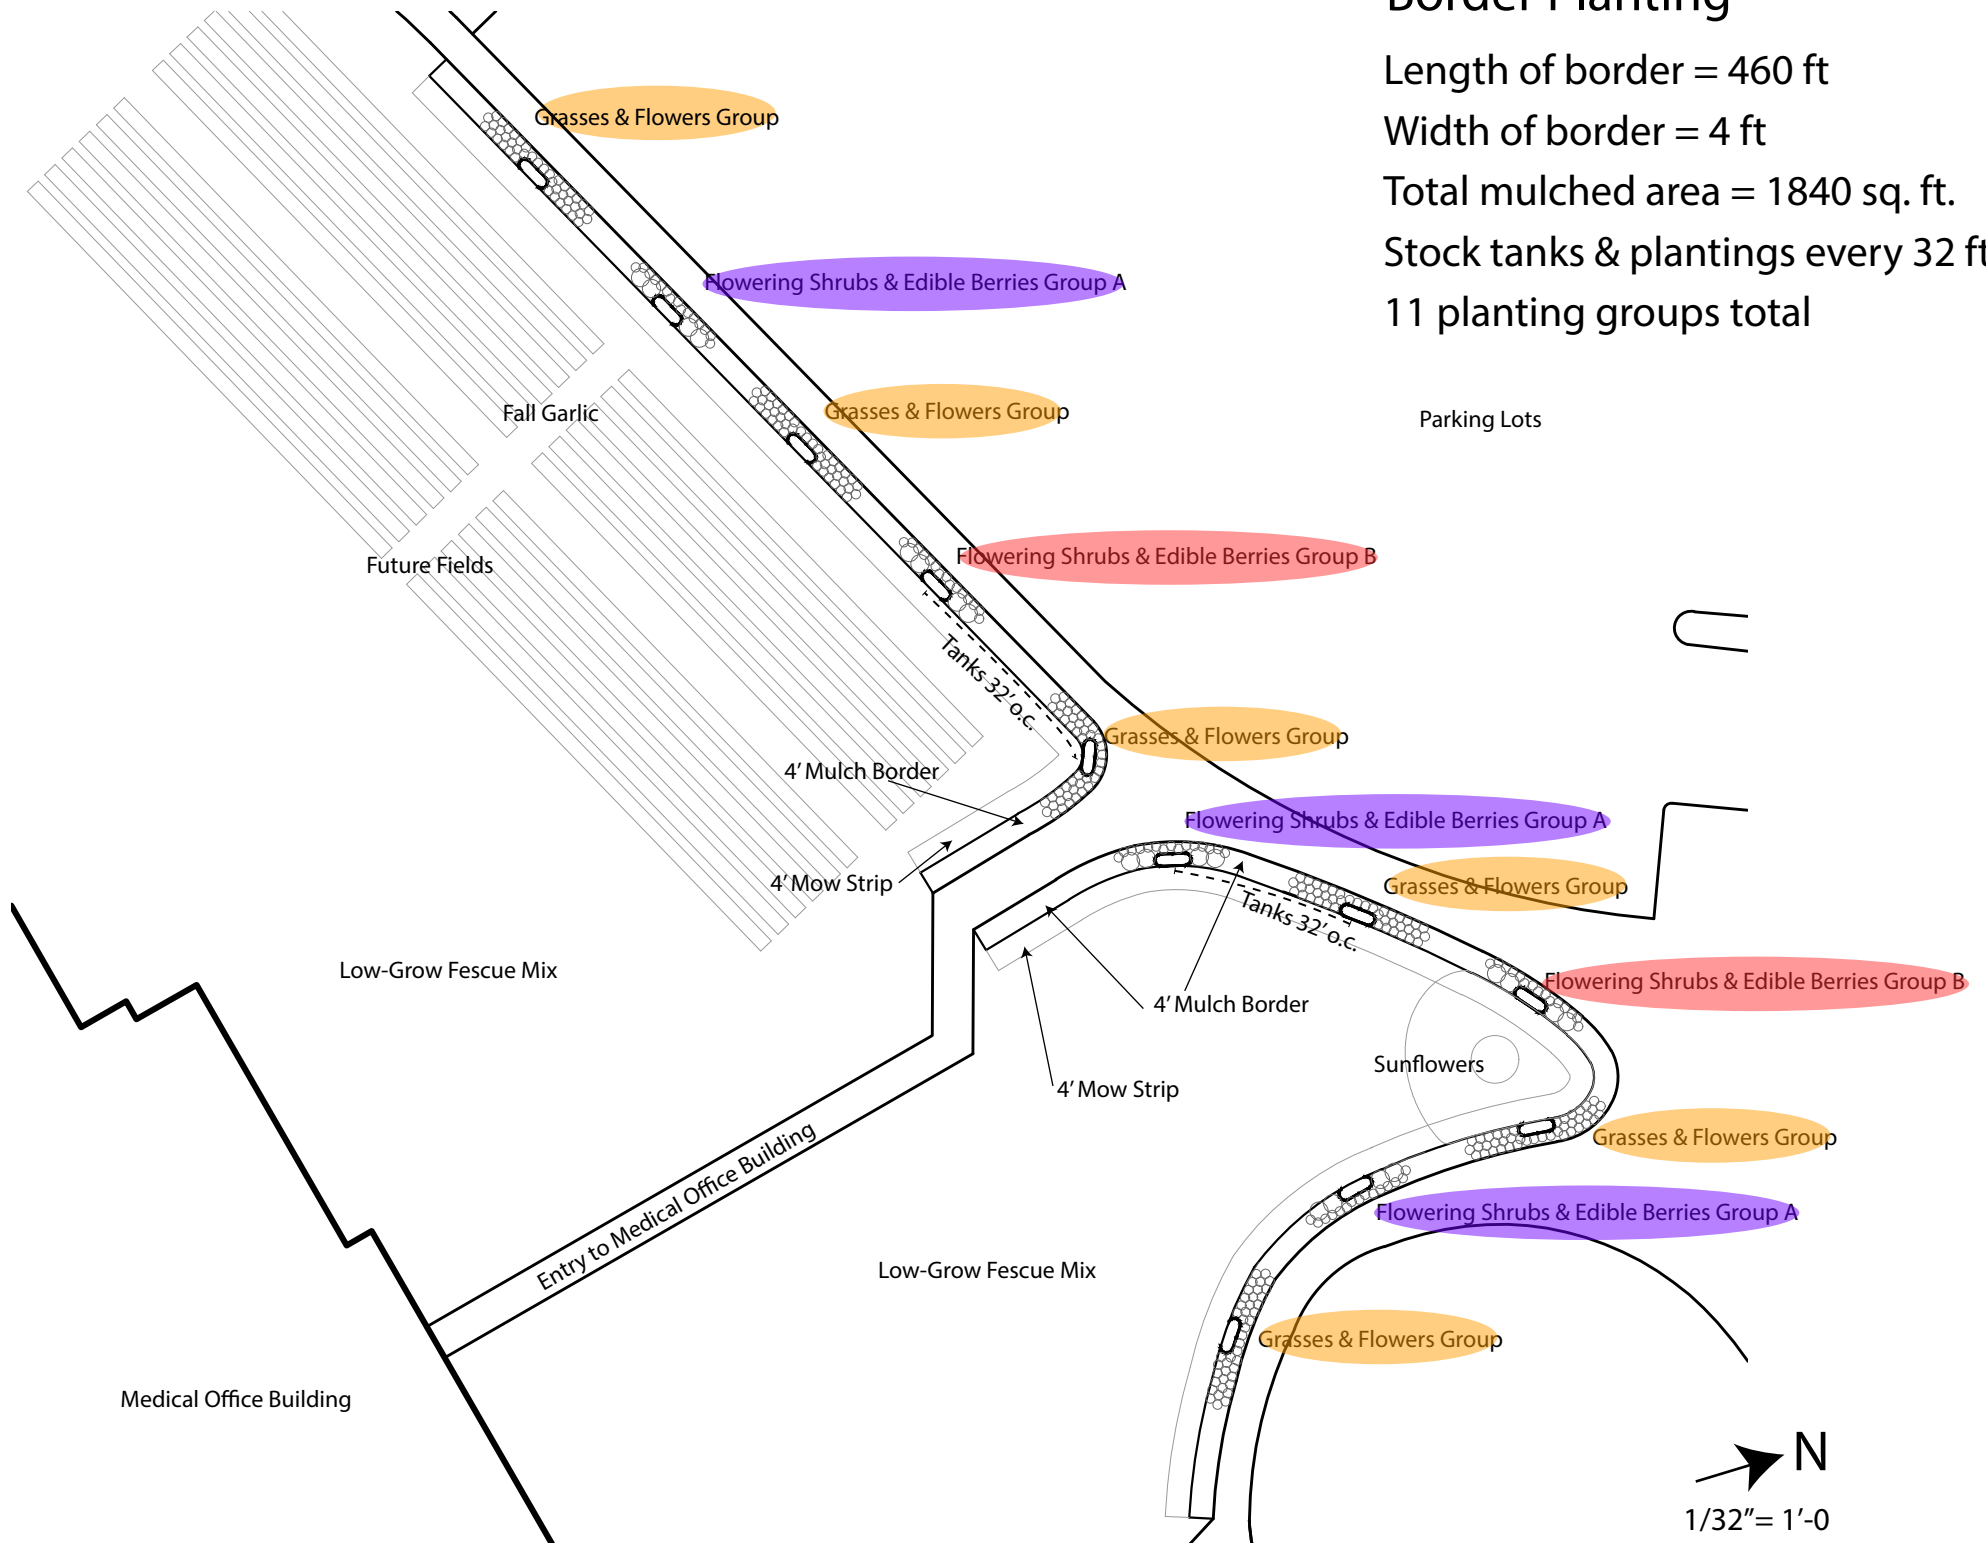 Border Planting
Length of border = 460 ft
Width of border = 4 ft
Total mulched area = 1840 sq. ft.
Stock tanks & plantings every 32 ft
11 planting groups total
Grasses & Flowers Group
Flowering Shrubs & Edible Berries Group A
Grasses & Flowers Group
Fall Garlic
Parking Lots
Flowering Shrubs & Edible Berries Group B
Future Fields
Tanks 32' o.c.
Grasses & Flowers Group
4' Mulch Border
Flowering Shrubs & Edible Berries Group A
4' Mow Strip
Grasses & Flowers Group
Tanks 32' o.c.
Low-Grow Fescue Mix
Flowering Shrubs & Edible Berries Group B
4' Mulch Border
Sunflowers
4' Mow Strip
Grasses & Flowers Group
Entry to Medical Office Building
Flowering Shrubs & Edible Berries Group A
Low-Grow Fescue Mix
Grasses & Flowers Group
Medical Office Building
N
1/32"= 1'-0